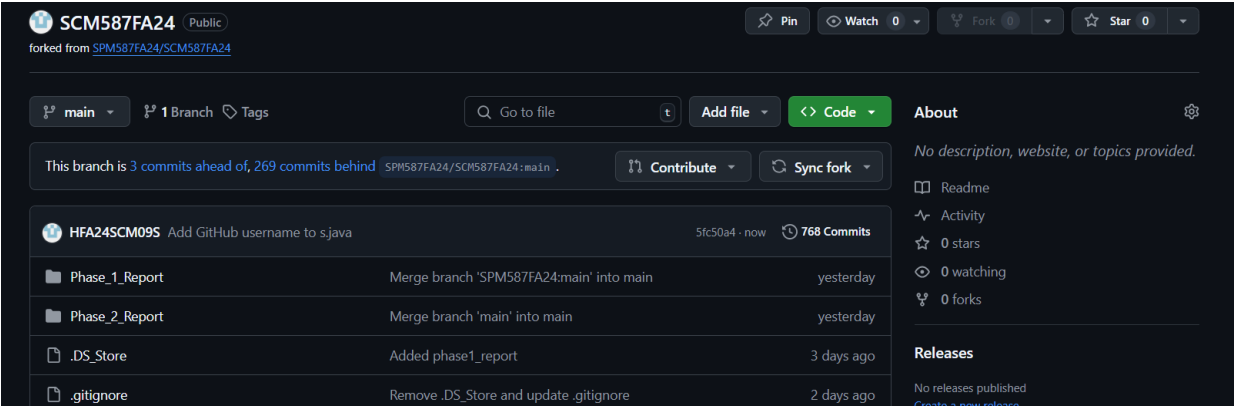 SCM587FA24 Public
Pin Watch 0 Fork 0 Star 0
forked from SPM587FA24/SCM587FA24
main 1 Branch Tags Go to file t Add file Code
This branch is 3 commits ahead of, 269 commits behind SPM587FA24/SCM587FA24:main .
Contribute Sync fork
HFA24SCM09S Add GitHub username to s.java 5fc50a4 · now 768 Commits
Phase_1_Report Merge branch 'SPM587FA24:main' into main yesterday
Phase_2_Report Merge branch 'main' into main yesterday
.DS_Store Added phase1_report 3 days ago
.gitignore Remove .DS_Store and update .gitignore 2 days ago
About
No description, website, or topics provided.
Readme
Activity
0 stars
0 watching
0 forks
Releases
No releases published
Create a new release